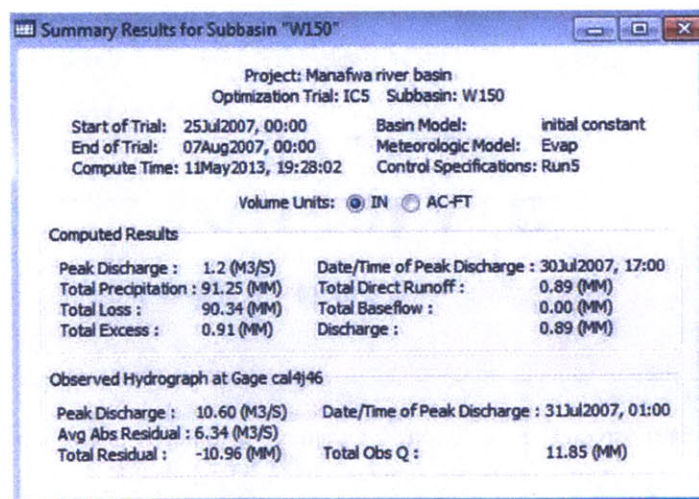 Summary Results for Subbasin "W150"
Project: Manafwa river basin
Optimization Trial: IC5 Subbasin: W150
Start of Trial: 25Jul2007, 00:00 Basin Model: initial constant
End of Trial: 07Aug2007, 00:00 Meteorologic Model: Evap
Compute Time: 11May2013, 19:28:02 Control Specifications: Run5
Volume Units: IN AC-FT
Computed Results
Peak Discharge : 1.2 (M3/S) Date/Time of Peak Discharge : 30Jul2007, 17:00
Total Precipitation : 91.25 (MM) Total Direct Runoff : 0.89 (MM)
Total Loss : 90.34 (MM) Total Baseflow : 0.00 (MM)
Total Excess : 0.91 (MM) Discharge : 0.89 (MM)
Observed Hydrograph at Gage cal4j46
Peak Discharge : 10.60 (M3/S) Date/Time of Peak Discharge : 31Jul2007, 01:00
Avg Abs Residual : 6.34 (M3/S)
Total Residual : -10.96 (MM) Total Obs Q : 11.85 (MM)